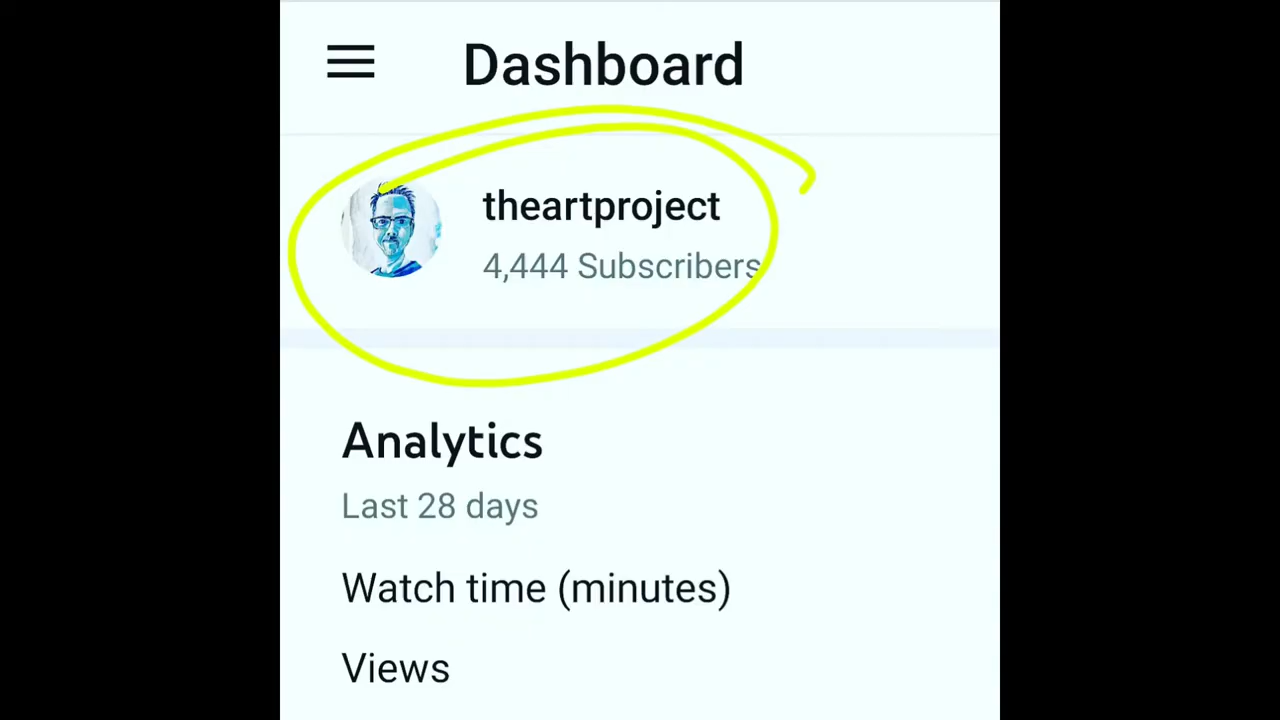 Dashboard
theartproject
4,444 Subscribers
Analytics
Last 28 days
Watch time (minutes)
Views